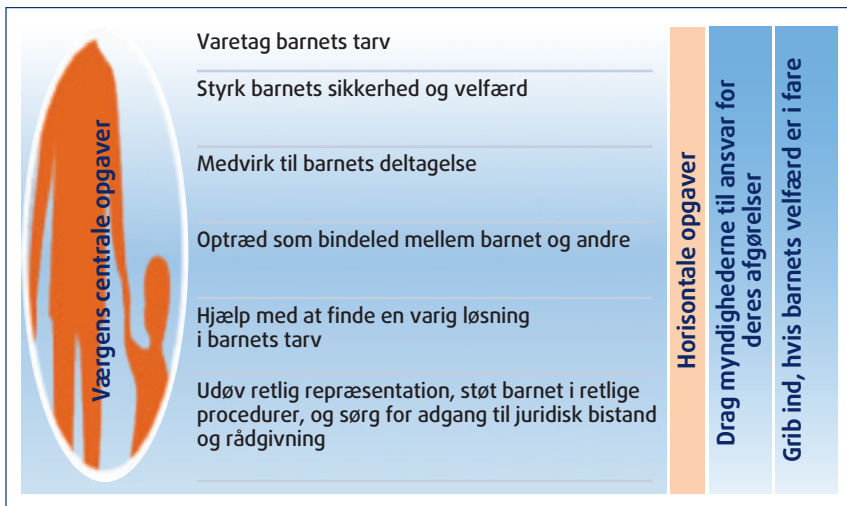 Værgens centrale opgaver
Varetag barnets tarv
Styrk barnets sikkerhed og velfærd
Medvirk til barnets deltagelse
Optræd som bindeled mellem barnet og andre
Hjælp med at finde en varig løsning
i barnets tarv
Udøv retlig repræsentation, støt barnet i retlige
procedurer, og sørg for adgang til juridisk bistand
og rådgivning
Horisontale opgaver
Drag myndighederne til ansvar for
deres afgørelser
Grib ind, hvis barnets velfærd er i fare